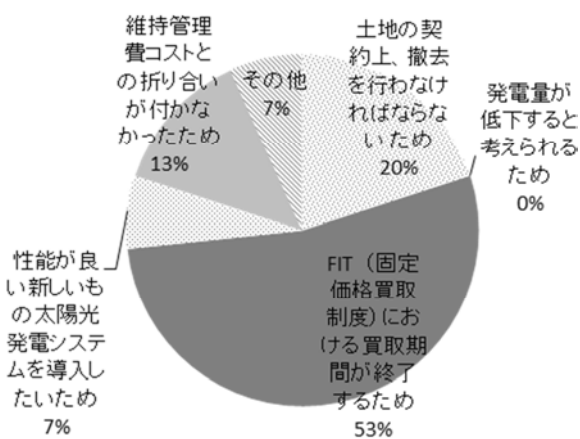 維持管理
費コストと
の折り合い
が付かな
かったため
13%
その他
7%
土地の契
約上、撤去
を行わなけ
ればならな
いため
20%
発電量が
低下すると
考えられる
ため
0%
性能が良
い新しいも
の太陽光
発電システ
ムを導入し
たいため
7%
FIT（固定
価格買取
制度）にお
ける買取期
間が終了
するため
53%